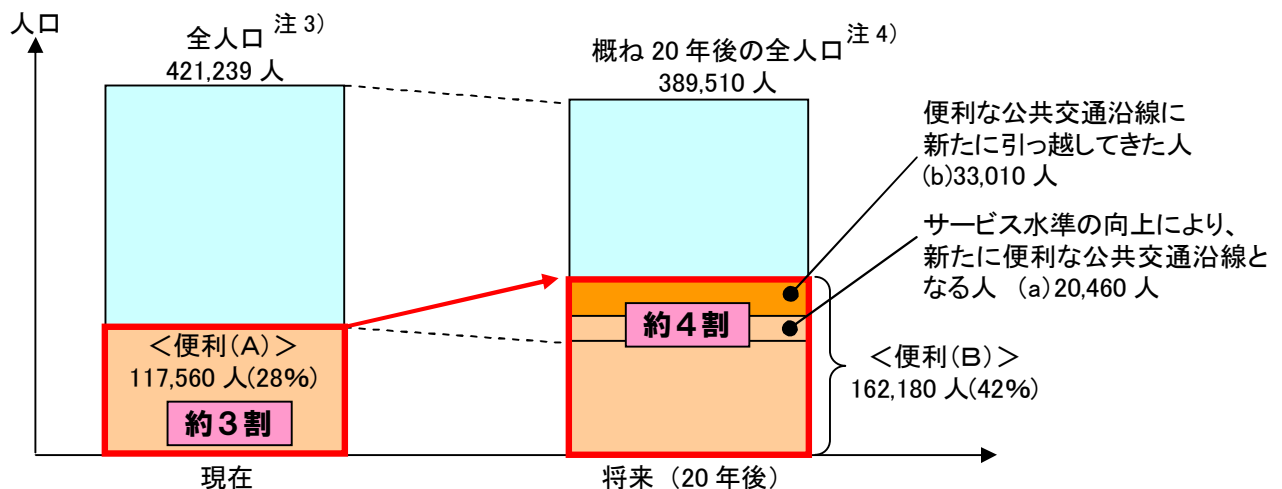 人口
全人口 注 3)
421,239 人
概ね 20 年後の全人口 注 4)
389,510 人
便利な公共交通沿線に
新たに引っ越してきた人
(b)33,010 人
サービス水準の向上により、
新たに便利な公共交通沿線と
なる人 (a)20,460 人
<便利(A)>
117,560 人(28%)
約3割
約4割
<便利(B)>
162,180 人(42%)
現在
将来 (20 年後)